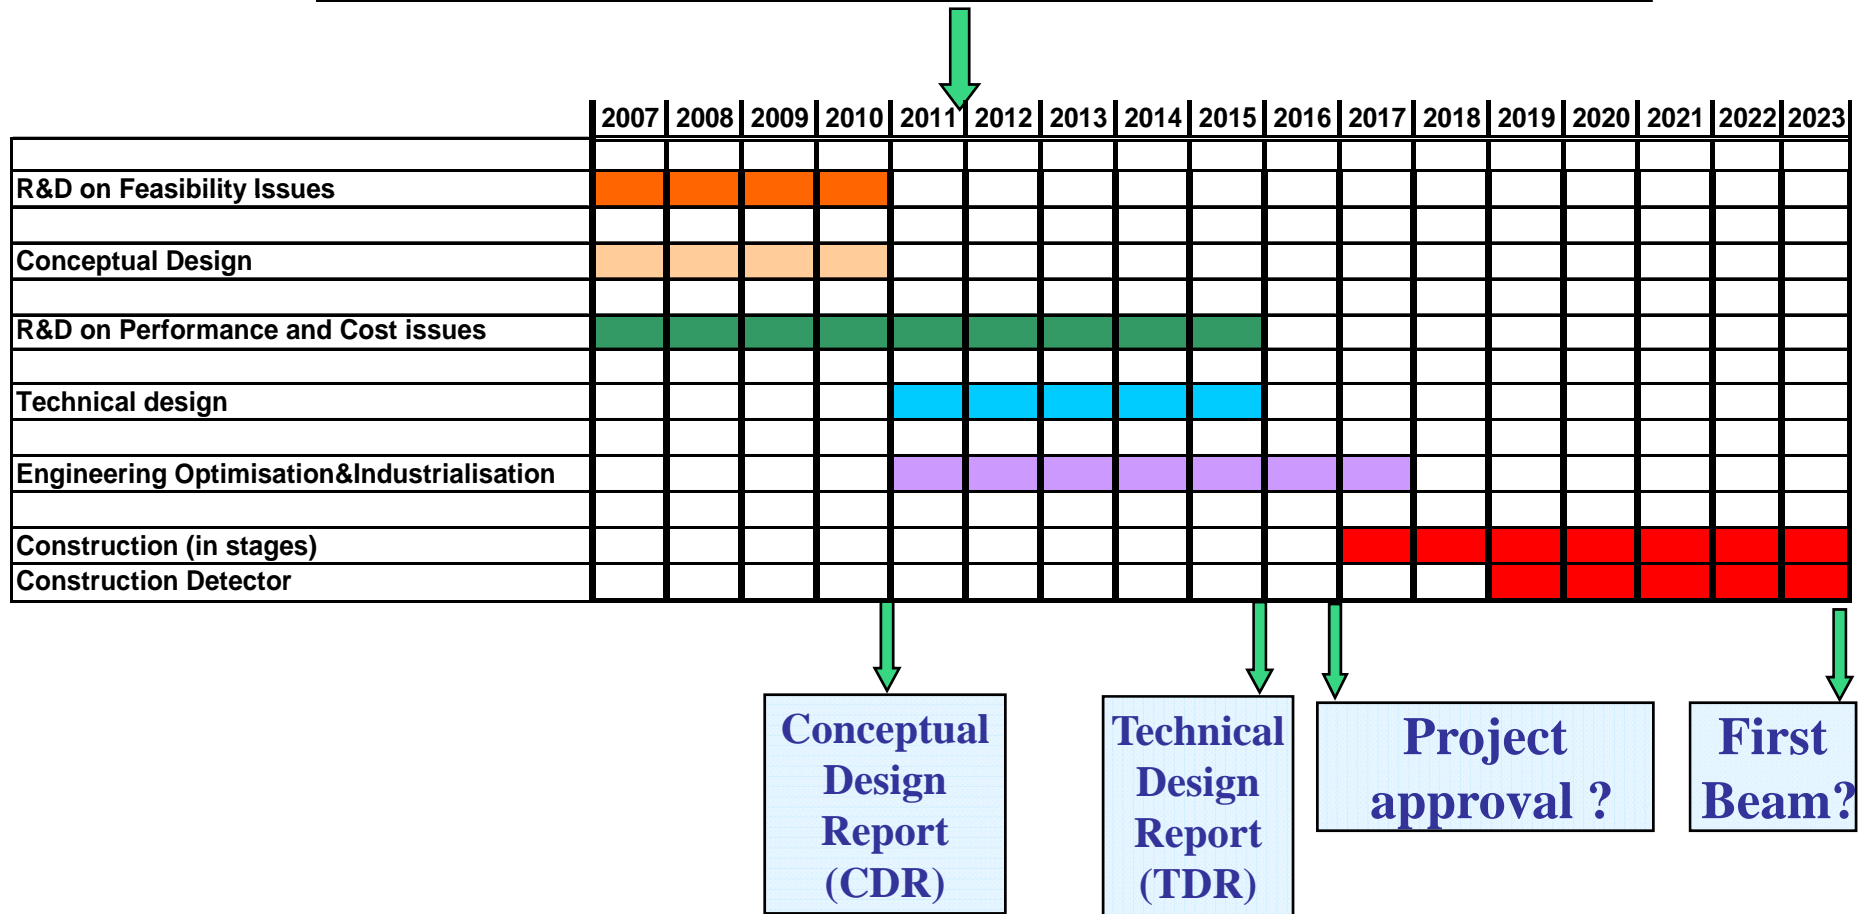 2007 2008 2009 2010 2011 2012 2013 2014 2015 2016 2017 2018 2019 2020 2021 2022 2023
R&D on Feasibility Issues
Conceptual Design
R&D on Performance and Cost issues
Technical design
Engineering Optimisation&Industrialisation
Construction (in stages)
Construction Detector
Conceptual
Design
Report
(CDR)
Technical
Design
Report
(TDR)
Project
approval ?
First
Beam?